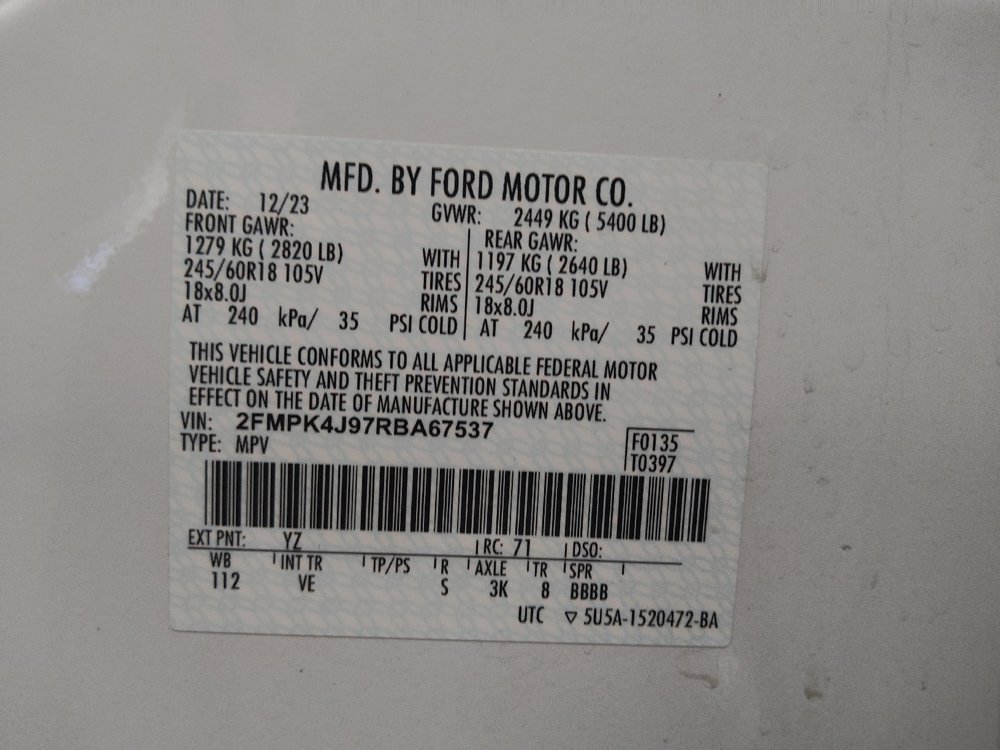 MFD. BY FORD MOTOR CO.
DATE: 12/23 GVWR: 2449 KG ( 5400 LB)
FRONT GAWR: REAR GAWR:
1279 KG ( 2820 LB) WITH 1197 KG ( 2640 LB) WITH
245/60R18 105V TIRES 245/60R18 105V TIRES
18x8.0J RIMS 18x8.0J RIMS
AT 240 kPa/ 35 PSI COLD AT 240 kPa/ 35 PSI COLD
THIS VEHICLE CONFORMS TO ALL APPLICABLE FEDERAL MOTOR
VEHICLE SAFETY AND THEFT PREVENTION STANDARDS IN
EFFECT ON THE DATE OF MANUFACTURE SHOWN ABOVE.
VIN: 2FMPK4J97RBA67537
TYPE: MPV
F0135
T0397
EXT PNT: YZ RC: 71 DSO:
WB INT TR TP/PS R AXLE TR SPR
112 VE S 3K 8 BBBB
UTC ▽ 5U5A-1520472-BA